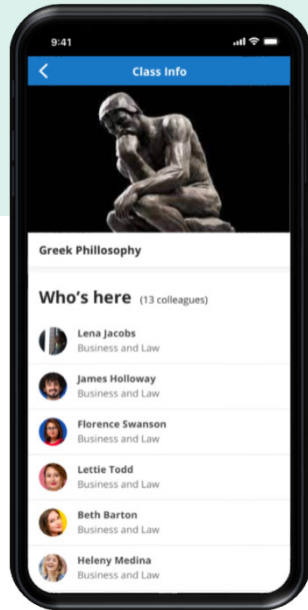 9:41
Class Info
Greek Phillosophy
Who's here (13 colleagues)
Lena Jacobs
Business and Law
James Holloway
Business and Law
Florence Swanson
Business and Law
Lettie Todd
Business and Law
Beth Barton
Business and Law
Heleny Medina
Business and Law